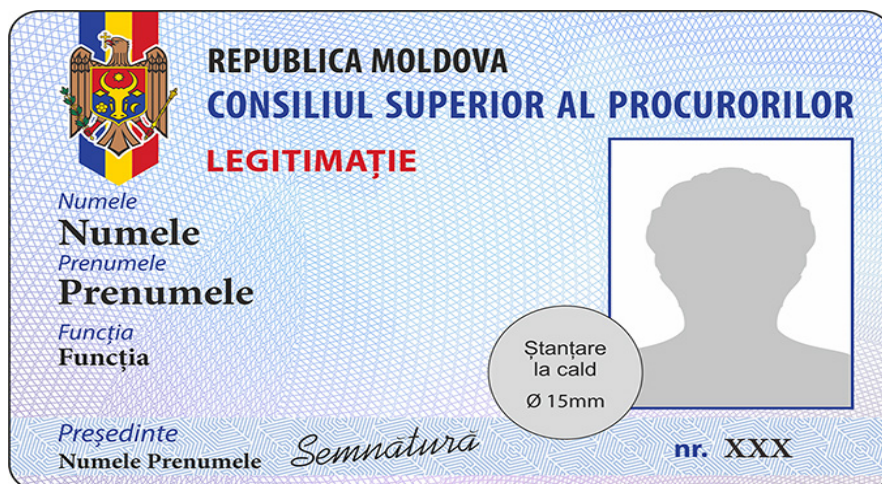 REPUBLICA MOLDOVA
CONSILIUL SUPERIOR AL PROCURORILOR
LEGITIMAȚIE
Numele
Numele
Prenumele
Prenumele
Funcția
Funcția
Ștanțare
la cald
Ø 15mm
Președinte
Numele Prenumele
Semnătură
nr. XXX